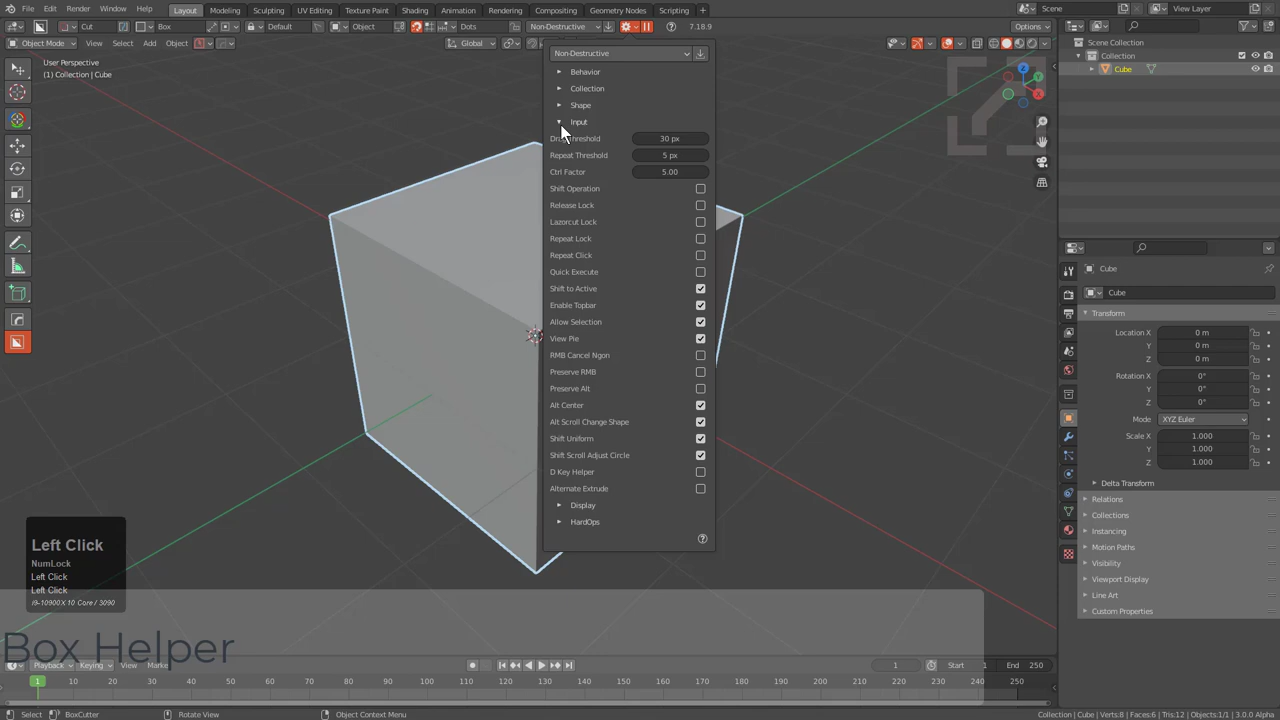 File Edit Render Window Help Layout Modeling Sculpting UV Editing Texture Paint Shading Animation Rendering Compositing Geometry Nodes Scripting Scene View Layer
Cut Box Default Object Dots Non-Destructive 7.18.9 Options
Object Mode View Select Add Object Global
User Perspective
(1) Collection | Cube
Non-Destructive
Behavior
Collection
Shape
Input
Drag Threshold 30 px
Repeat Threshold 5 px
Ctrl Factor 5.00
Shift Operation
Release Lock
Lazorcut Lock
Repeat Lock
Repeat Click
Quick Execute
Shift to Active
Enable Topbar
Allow Selection
View Pie
RMB Cancel Ngon
Preserve RMB
Preserve Alt
Alt Center
Alt Scroll Change Shape
Shift Uniform
Shift Scroll Adjust Circle
D Key Helper
Alternate Extrude
Display
HardOps
Z
Y
X
Scene Collection
Collection
Cube
Cube
Cube
Transform
Location X 0 m
Y 0 m
Z 0 m
Rotation X 0°
Y 0°
Z 0°
Mode XYZ Euler
Scale X 1.000
Y 1.000
Z 1.000
Delta Transform
Relations
Collections
Instancing
Motion Paths
Visibility
Viewport Display
Line Art
Custom Properties
Left Click
NumLock
Left Click
Left Click
I9-10900X 10 Core / 3090
Box Helper
Playback Keying View Marke 1 Start 1 End 250
1 10 20 30 40 50 60 70 80 90 100 110 120 130 140 150 160 170 180 190 200 210 220 230 240 250
Select BoxCutter Rotate View Object Context Menu Collection | Cube | Verts:8 | Faces:6 | Tris:12 | Objects:1/1 | 3.0.0 Alpha